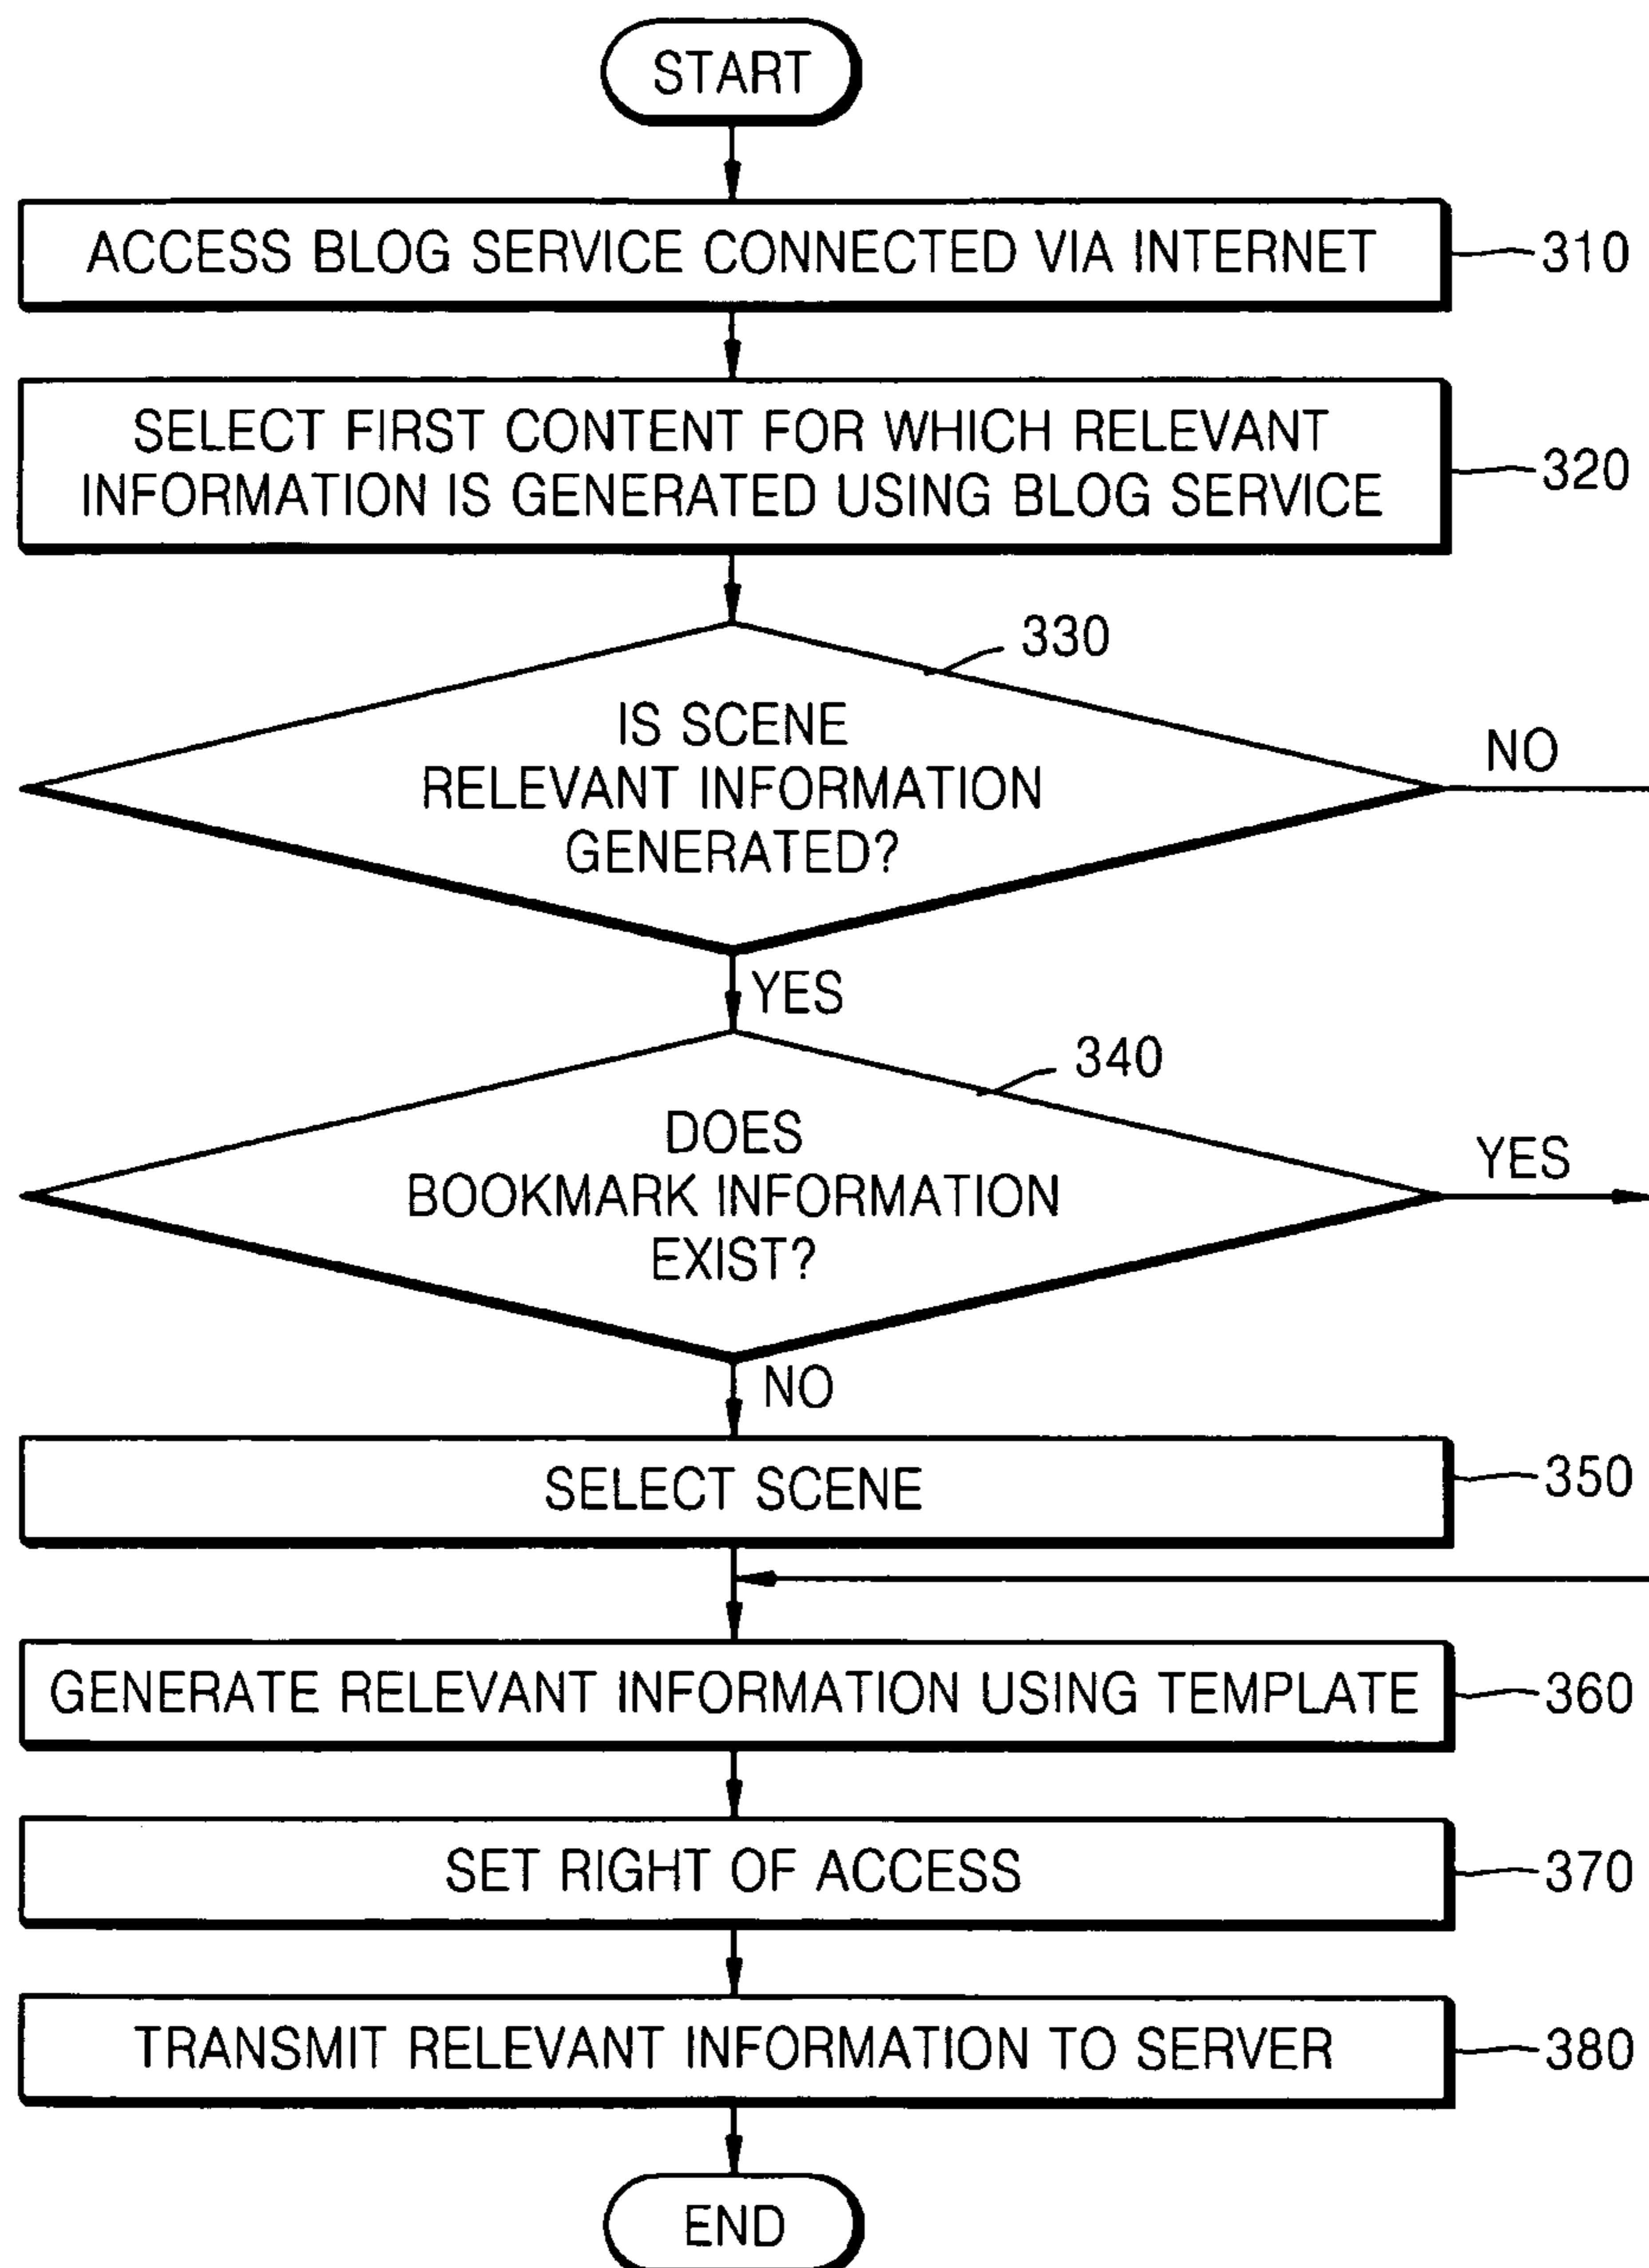 START
ACCESS BLOG SERVICE CONNECTED VIA INTERNET
310
SELECT FIRST CONTENT FOR WHICH RELEVANT
INFORMATION IS GENERATED USING BLOG SERVICE
320
330
IS SCENE
RELEVANT INFORMATION
GENERATED?
NO
YES
340
DOES
BOOKMARK INFORMATION
EXIST?
YES
NO
SELECT SCENE
350
GENERATE RELEVANT INFORMATION USING TEMPLATE
360
SET RIGHT OF ACCESS
370
TRANSMIT RELEVANT INFORMATION TO SERVER
380
END